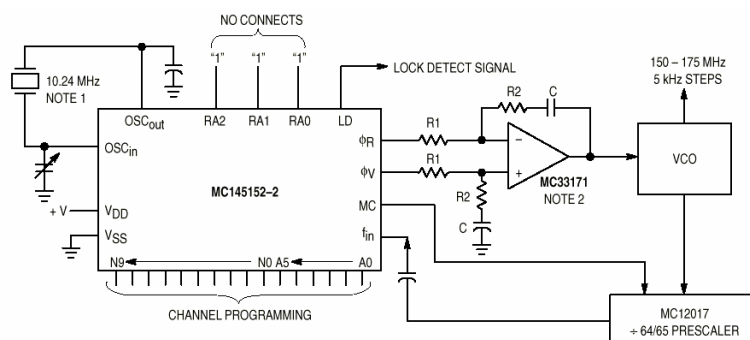 NO CONNECTS
"1" "1" "1"
10.24 MHz
NOTE 1
LOCK DETECT SIGNAL
150 – 175 MHz
5 kHz STEPS
OSCout RA2 RA1 RA0 LD
OSCin
ϕR
ϕV
MC
fin
MC145152–2
+ V
VDD
VSS
N9 N0 A5 A0
CHANNEL PROGRAMMING
R1
R1
R2 C
–
+
MC33171
NOTE 2
R2
C
VCO
MC12017
÷ 64/65 PRESCALER